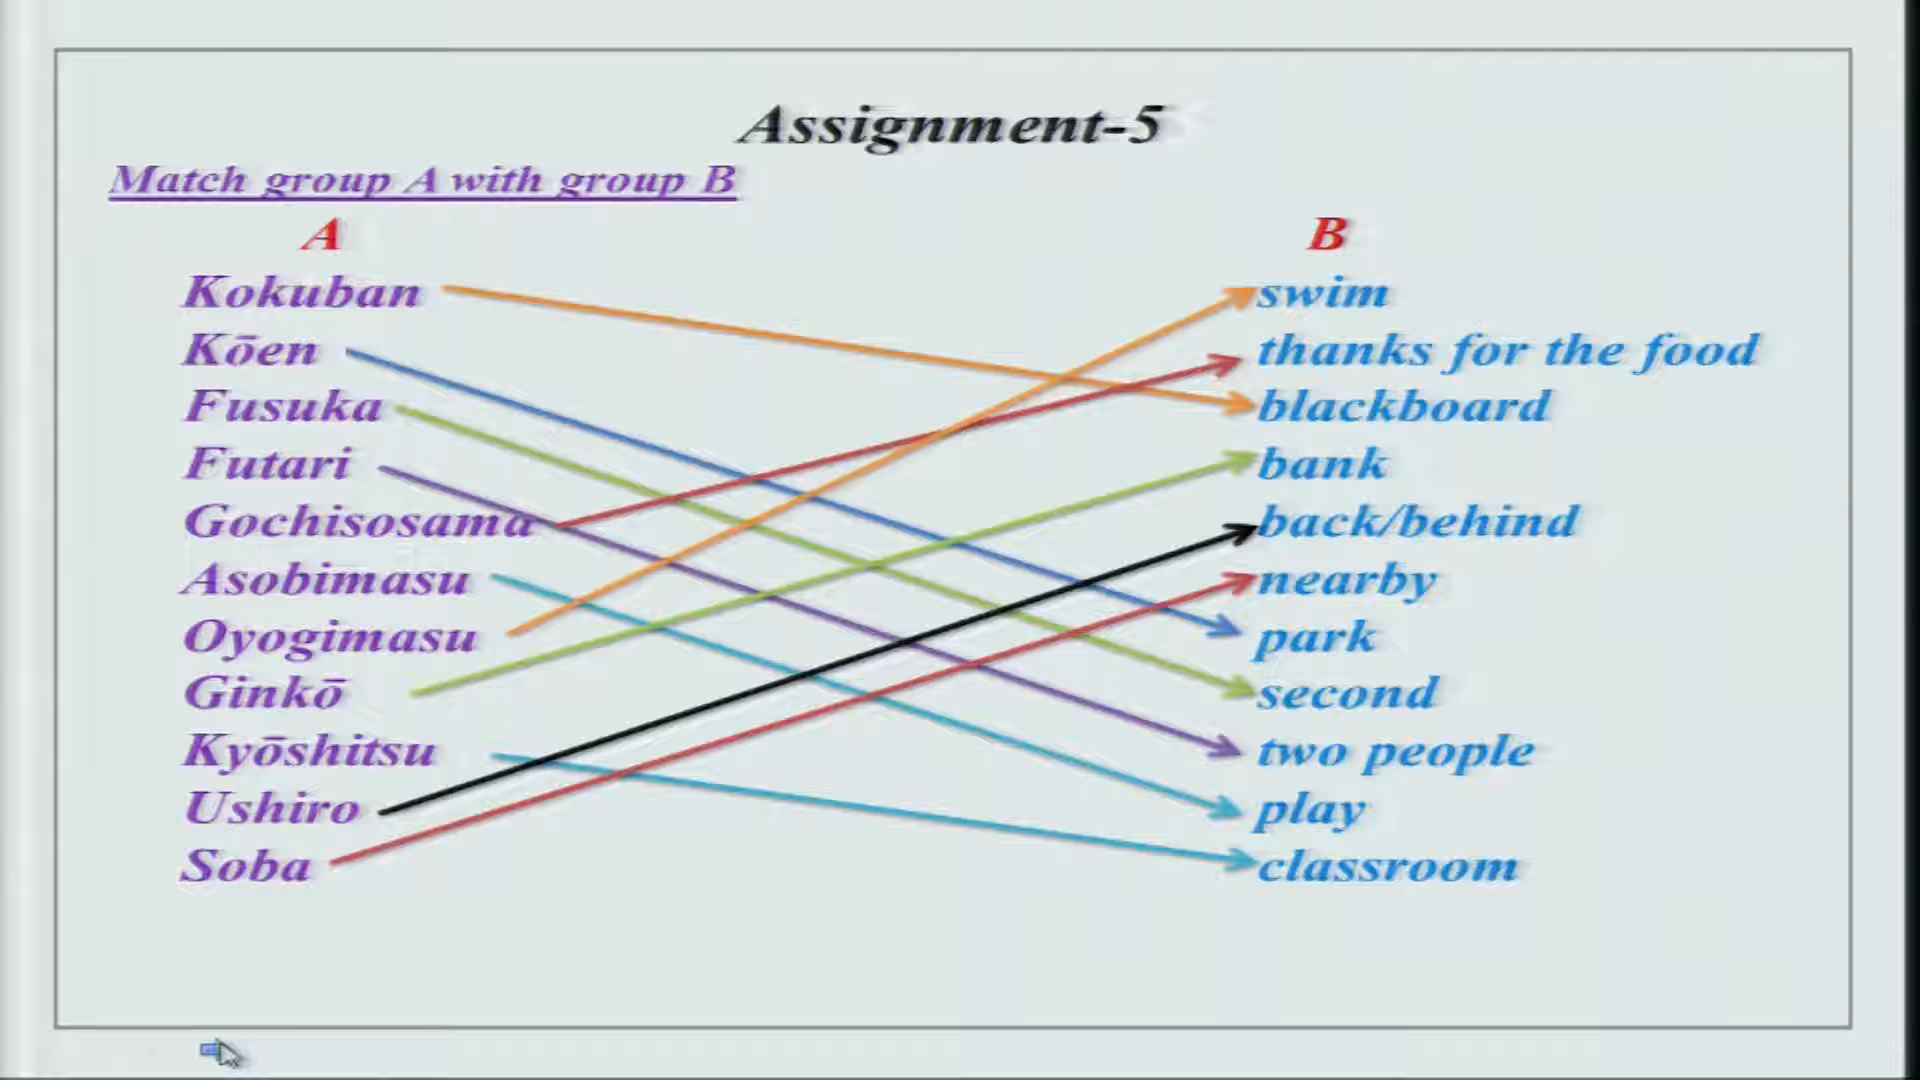 Assignment-5
Match group A with group B
A B
Kokuban swim
Kōen thanks for the food
Fusuka blackboard
Futari bank
Gochisosama back/behind
Asobimasu nearby
Oyogimasu park
Ginkō second
Kyōshitsu two people
Ushiro play
Soba classroom